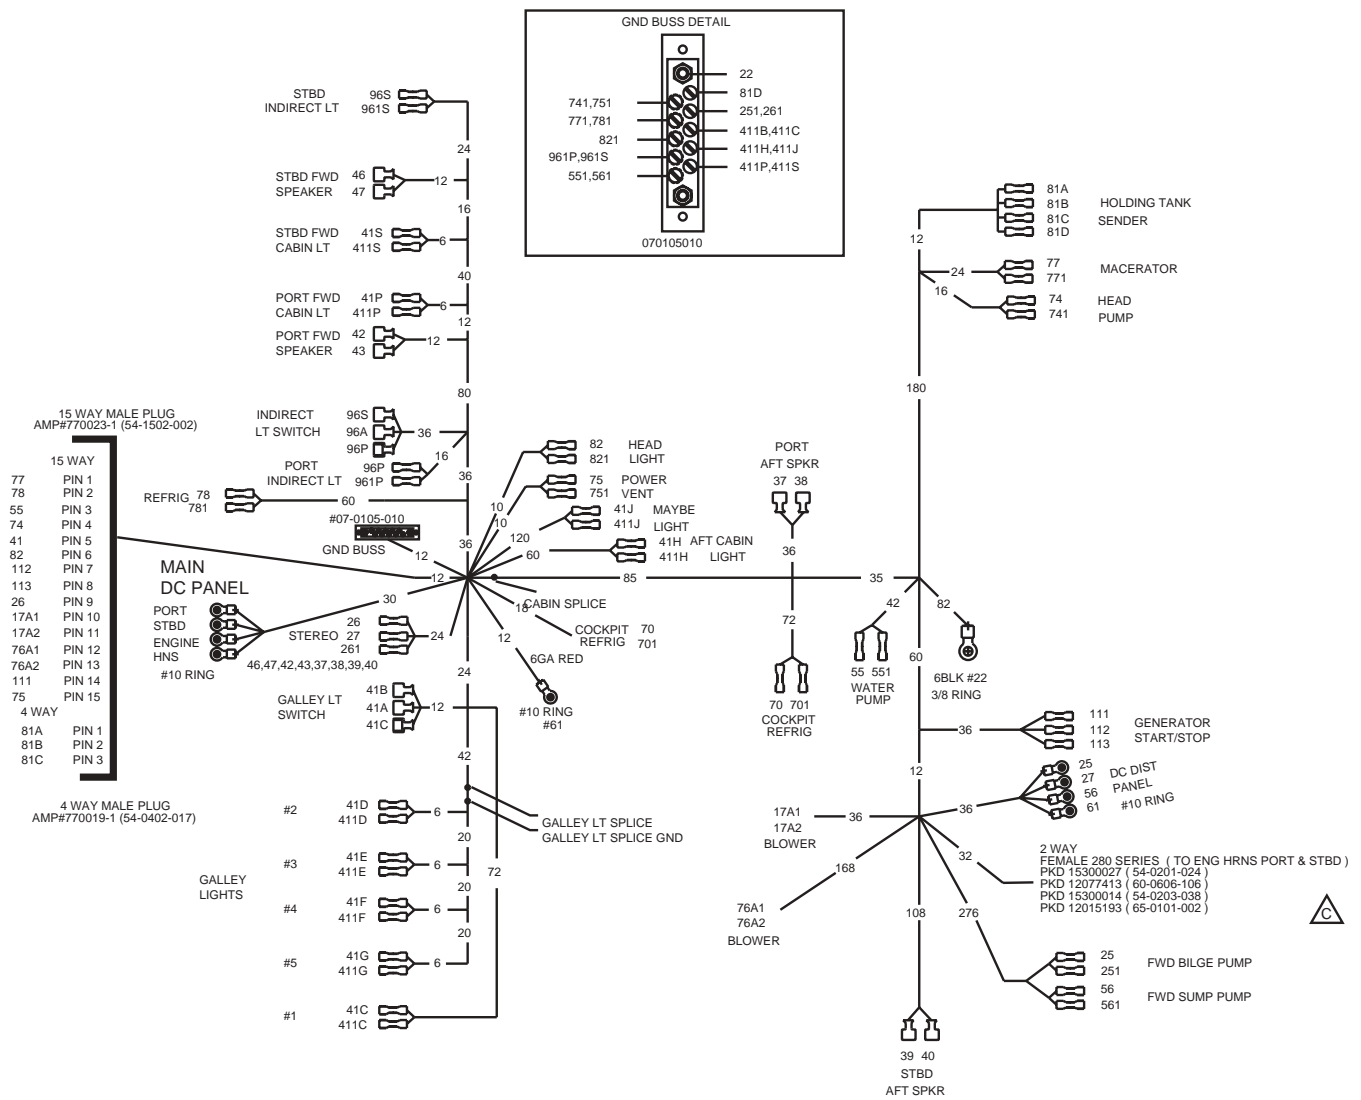 GND BUSS DETAIL
22
81D
741,751
251,261
771,781
411B,411C
821
411H,411J
961P,961S
411P,411S
551,561
070105010
STBD 96S
INDIRECT LT 961S
24
STBD FWD 46
SPEAKER 47
12
16
STBD FWD 41S
CABIN LT 411S
6
40
PORT FWD 41P
CABIN LT 411P
6
12
PORT FWD 42
SPEAKER 43
12
80
INDIRECT 96S
LT SWITCH 96A
96P
36
16
PORT 96P
INDIRECT LT 961P
36
REFRIG 78
781
60
#07-0105-010
GND BUSS
12
36
15 WAY MALE PLUG
AMP#770023-1 (54-1502-002)
15 WAY
77 PIN 1
78 PIN 2
55 PIN 3
74 PIN 4
41 PIN 5
82 PIN 6
112 PIN 7
113 PIN 8
26 PIN 9
17A1 PIN 10
17A2 PIN 11
76A1 PIN 12
76A2 PIN 13
111 PIN 14
75 PIN 15
4 WAY
81A PIN 1
81B PIN 2
81C PIN 3
4 WAY MALE PLUG
AMP#770019-1 (54-0402-017)
MAIN
DC PANEL
PORT
STBD
ENGINE
HNS
#10 RING
12
30
26
STEREO 27
261
24
46,47,42,43,37,38,39,40
24
GALLEY LT 41B
SWITCH 41A
41C
12
42
#2 41D
411D
6
GALLEY LT SPLICE
GALLEY LT SPLICE GND
20
#3 41E
411E
6
72
GALLEY
LIGHTS
20
#4 41F
411F
6
20
#5 41G
411G
6
#1 41C
411C
82 HEAD
821 LIGHT
10
75 POWER
751 VENT
10
41J MAYBE
411J LIGHT
120
41H AFT CABIN
411H LIGHT
60
85
CABIN SPLICE
18
COCKPIT 70
REFRIG 701
12
6GA RED
#10 RING
#61
PORT
AFT SPKR
37 38
36
35
72
70 701
COCKPIT
REFRIG
42
55 551
WATER
PUMP
82
6BLK #22
3/8 RING
81A
81B HOLDING TANK
81C SENDER
81D
12
77 MACERATOR
771
24
16
74 HEAD
741 PUMP
180
60
36
111 GENERATOR
112 START/STOP
113
12
25 DC DIST
27 PANEL
56 #10 RING
61
36
17A1
17A2
BLOWER
36
168
76A1
76A2
BLOWER
32
2 WAY
FEMALE 280 SERIES ( TO ENG HRNS PORT & STBD )
PKD 15300027 ( 54-0201-024 )
PKD 12077413 ( 60-0606-106 )
PKD 15300014 ( 54-0203-038 )
PKD 12015193 ( 65-0101-002 )
C
108
276
25 FWD BILGE PUMP
251
56 FWD SUMP PUMP
561
39 40
STBD
AFT SPKR